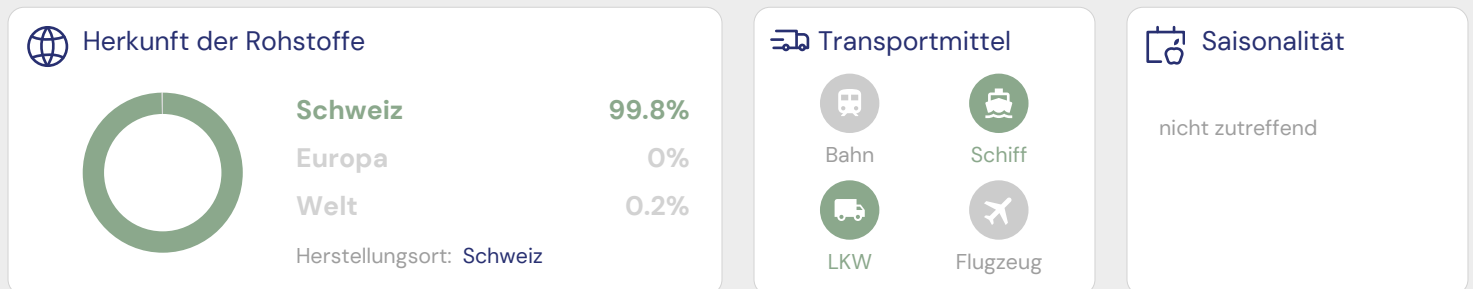 Herkunft der Rohstoffe
Schweiz 99.8%
Europa 0%
Welt 0.2%
Herstellungsort: Schweiz
Transportmittel
Bahn Schiff
LKW Flugzeug
Saisonalität
nicht zutreffend